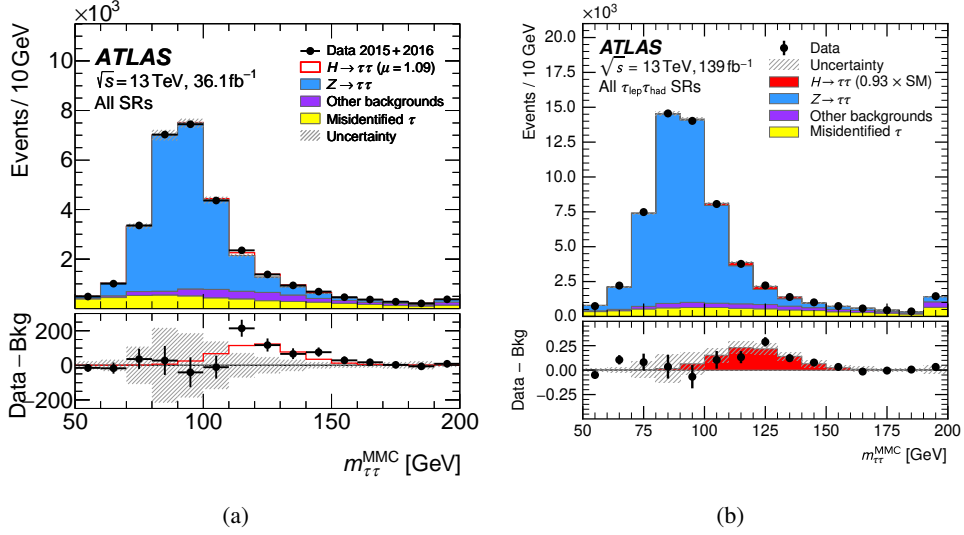 ×10³
ATLAS
√s = 13 TeV, 36.1 fb⁻¹
All SRs
Data 2015 + 2016
H → ττ (μ = 1.09)
Z → ττ
Other backgrounds
Misidentified τ
Uncertainty
Events / 10 GeV
10
8
6
4
2
Data−Bkg
200
0
−200
50 100 150 200
m_ττ^MMC [GeV]
(a)
×10³
ATLAS
√s = 13 TeV, 139 fb⁻¹
All τ_lep τ_had SRs
Data
Uncertainty
H → ττ (0.93 × SM)
Z → ττ
Other backgrounds
Misidentified τ
Events / 10 GeV
20.0
17.5
15.0
12.5
10.0
7.5
5.0
2.5
0.0
Data − Bkg
0.25
0.00
−0.25
50 75 100 125 150 175 200
m_ττ^MMC [GeV]
(b)